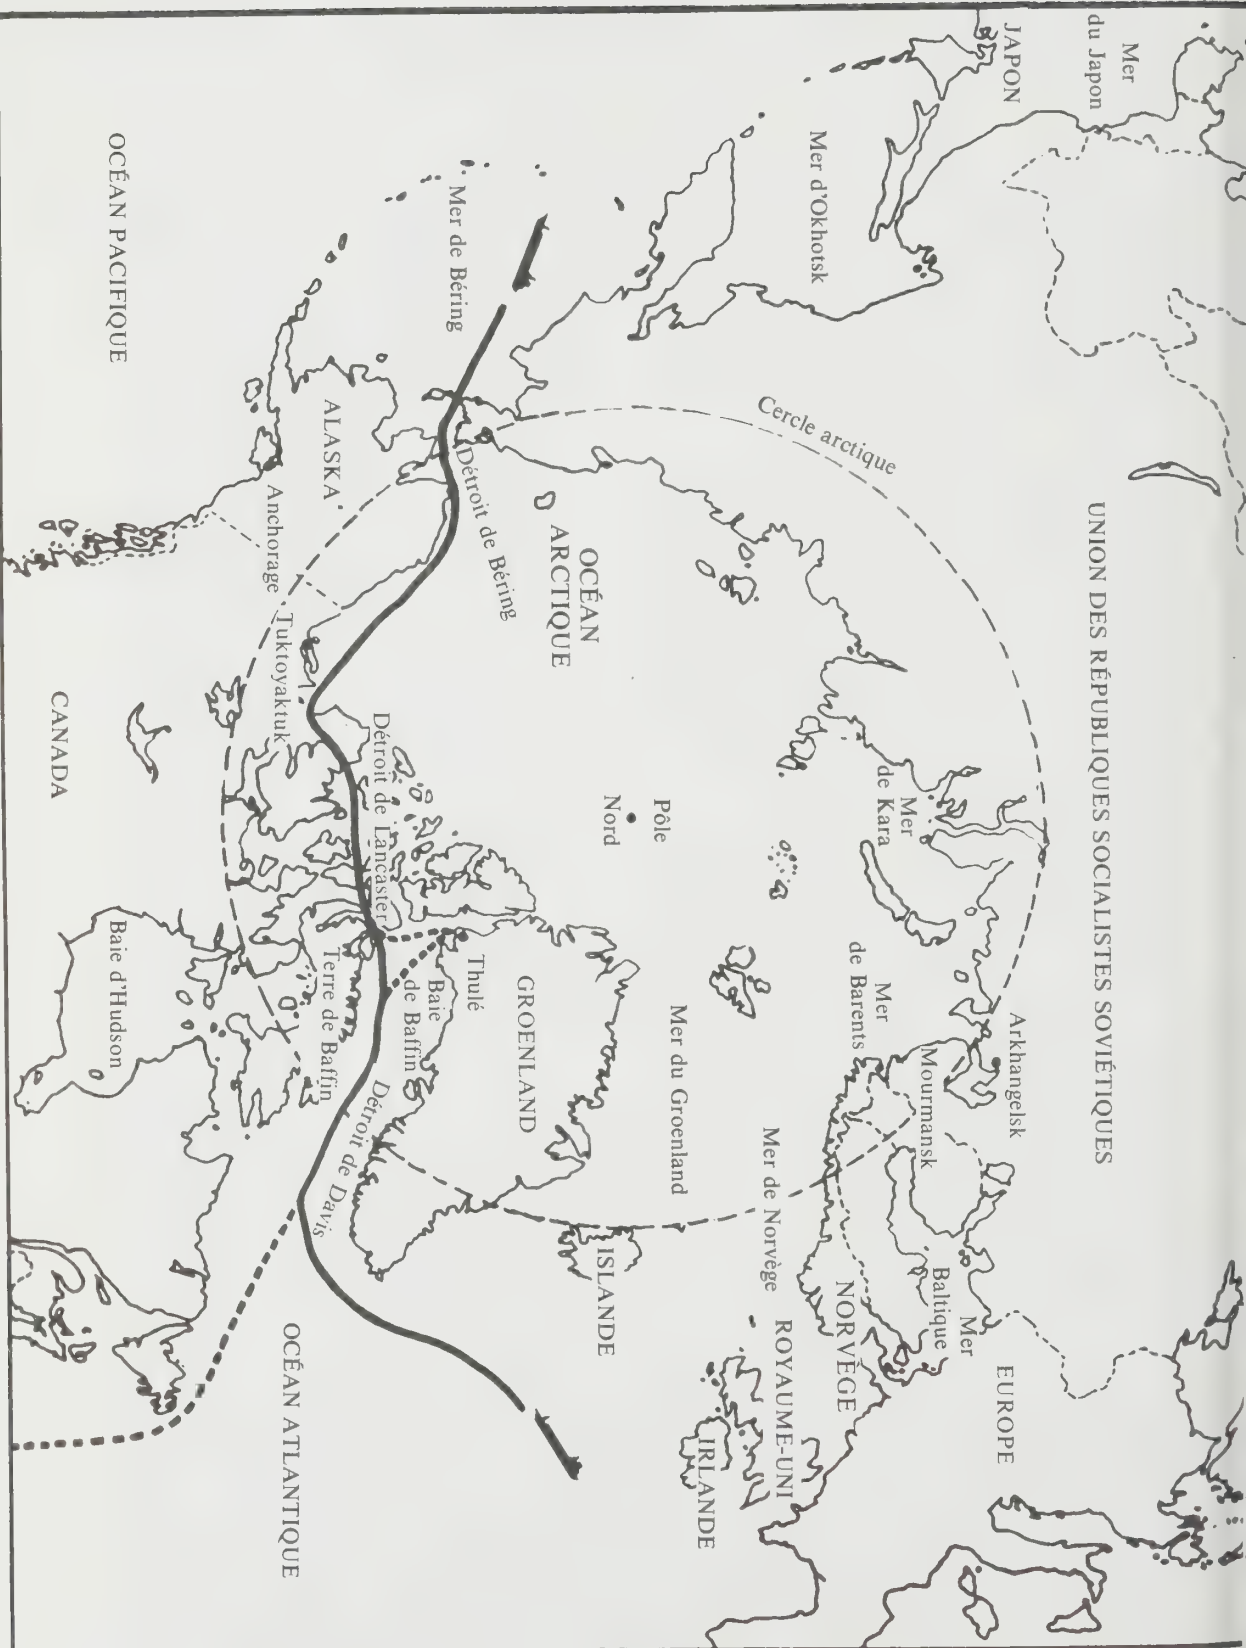 Mer
du Japon
JAPON
Mer d'Okhotsk
Mer de Béring
OCÉAN PACIFIQUE
UNION DES RÉPUBLIQUES SOCIALISTES SOVIÉTIQUES
Cercle arctique
OCÉAN
ARCTIQUE
Détroit de Béring
ALASKA
Anchorage
Tuktoyaktuk
CANADA
Mer
de Kara
Pôle
Nord
Détroit de Lancaster
Arkhangelsk
Mourmansk
Mer
de Barents
Mer du Groenland
GROENLAND
Thulé
Baie
de Baffin
Terre de Baffin
Baie d'Hudson
Détroit de Davis
Mer de Norvège
ISLANDE
Mer
Baltique
NORVÈGE
EUROPE
ROYAUME-UNI
IRLANDE
OCÉAN ATLANTIQUE